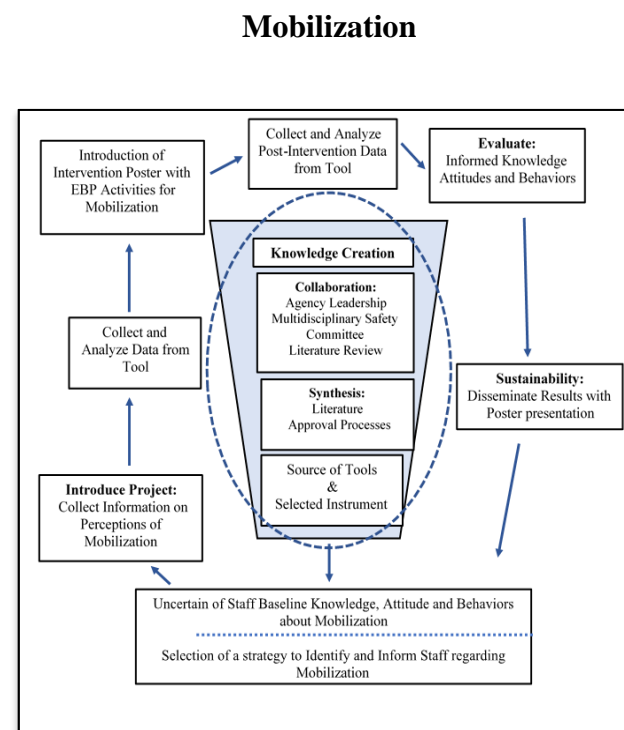 Mobilization
Collect and Analyze
Post-Intervention Data
from Tool
Evaluate:
Informed Knowledge
Attitudes and Behaviors
Introduction of
Intervention Poster with
EBP Activities for
Mobilization
Knowledge Creation
Collaboration:
Agency Leadership
Multidisciplinary Safety
Committee
Literature Review
Collect and
Analyze Data from
Tool
Sustainability:
Disseminate Results with
Poster presentation
Synthesis:
Literature
Approval Processes
Source of Tools
&
Selected Instrument
Introduce Project:
Collect Information on
Perceptions of
Mobilization
Uncertain of Staff Baseline Knowledge, Attitude and Behaviors
about Mobilization
Selection of a strategy to Identify and Inform Staff regarding
Mobilization